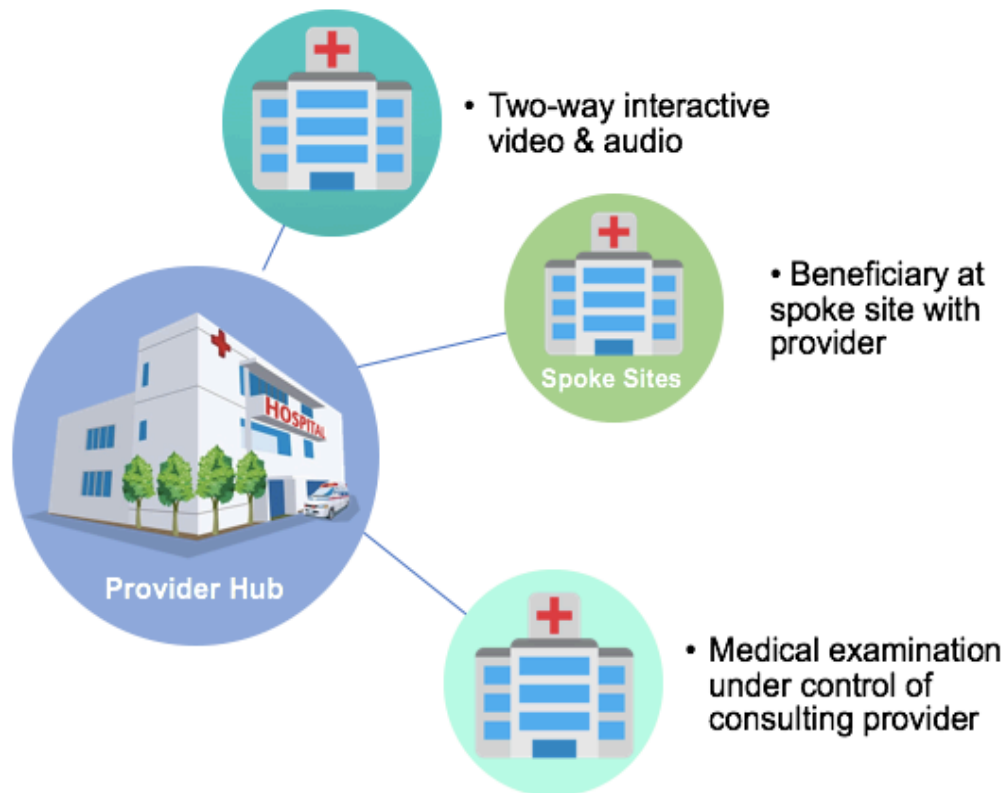 • Two-way interactive
video & audio
• Beneficiary at
spoke site with
provider
Spoke Sites
HOSPITAL
Provider Hub
• Medical examination
under control of
consulting provider